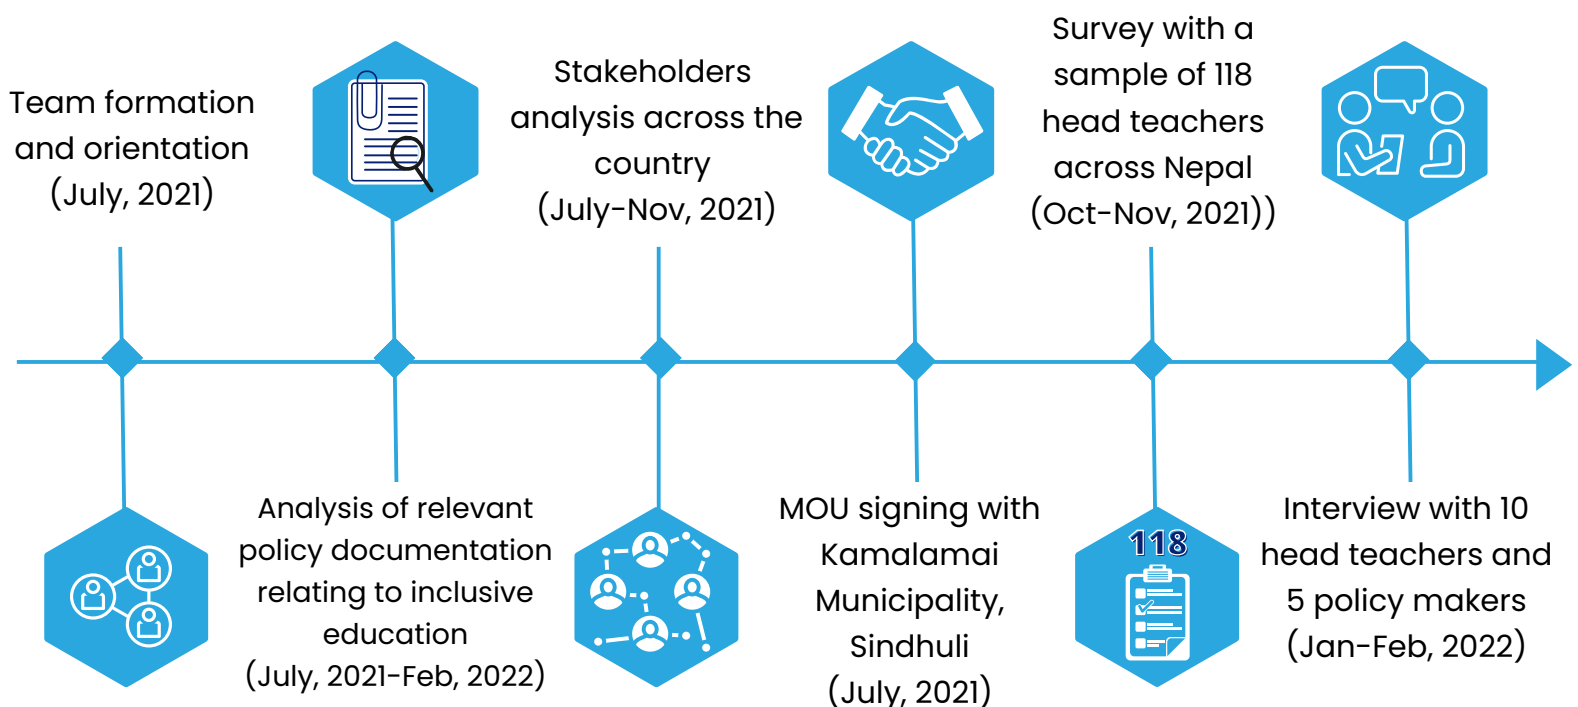 Team formation
and orientation
(July, 2021)
Analysis of relevant
policy documentation
relating to inclusive
education
(July, 2021-Feb, 2022)
Stakeholders
analysis across the
country
(July-Nov, 2021)
MOU signing with
Kamalamai
Municipality,
Sindhuli
(July, 2021)
Survey with a
sample of 118
head teachers
across Nepal
(Oct-Nov, 2021))
118
Interview with 10
head teachers and
5 policy makers
(Jan-Feb, 2022)